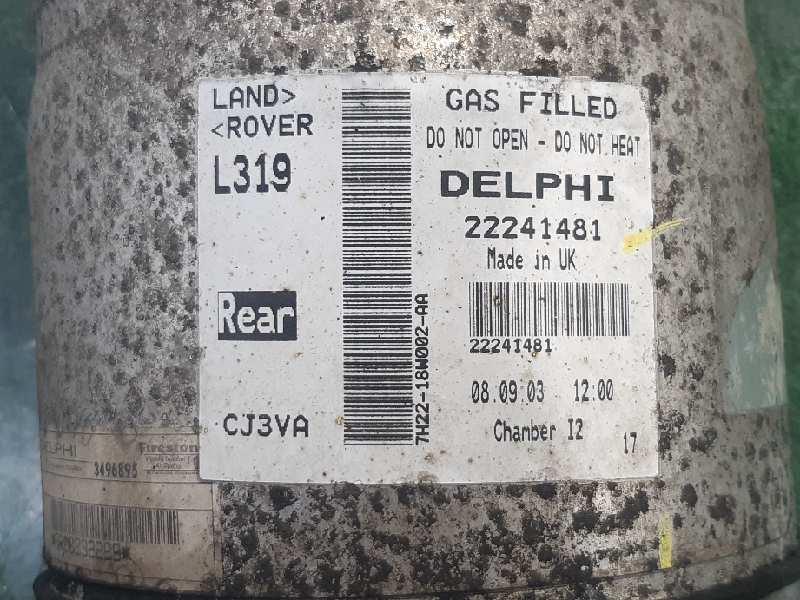 LAND>
<ROVER
L319
Rear
CJ3VA
7H22-18W002-AA
GAS FILLED
DO NOT OPEN - DO NOT HEAT
DELPHI
22241481
Made in UK
22241481
08.09.03 12:00
Chamber I2
17
DELPHI
Firestone
3496895